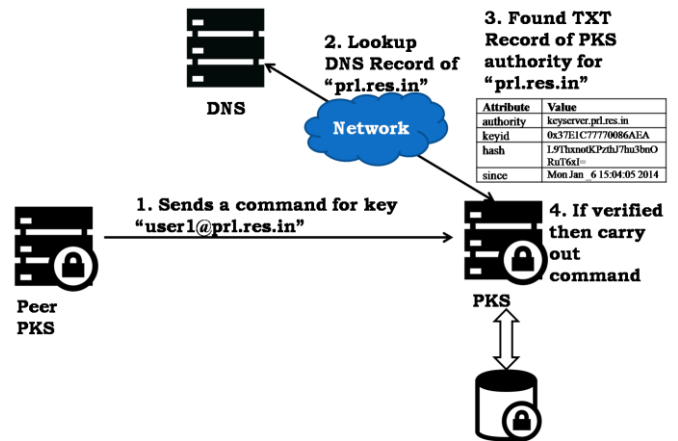 2. Lookup
DNS Record of
“prl.res.in”
3. Found TXT
Record of PKS
authority for
“prl.res.in”
DNS
Network
Attribute Value
authority keyserver.prl.res.in
keyid 0x37E1C77770086AEA
hash L9ThxnotKPzthJ7hu3bnO
RuT6xI=
since Mon Jan _6 15:04:05 2014
1. Sends a command for key
“user1@prl.res.in”
4. If verified
then carry
out
command
Peer
PKS
PKS